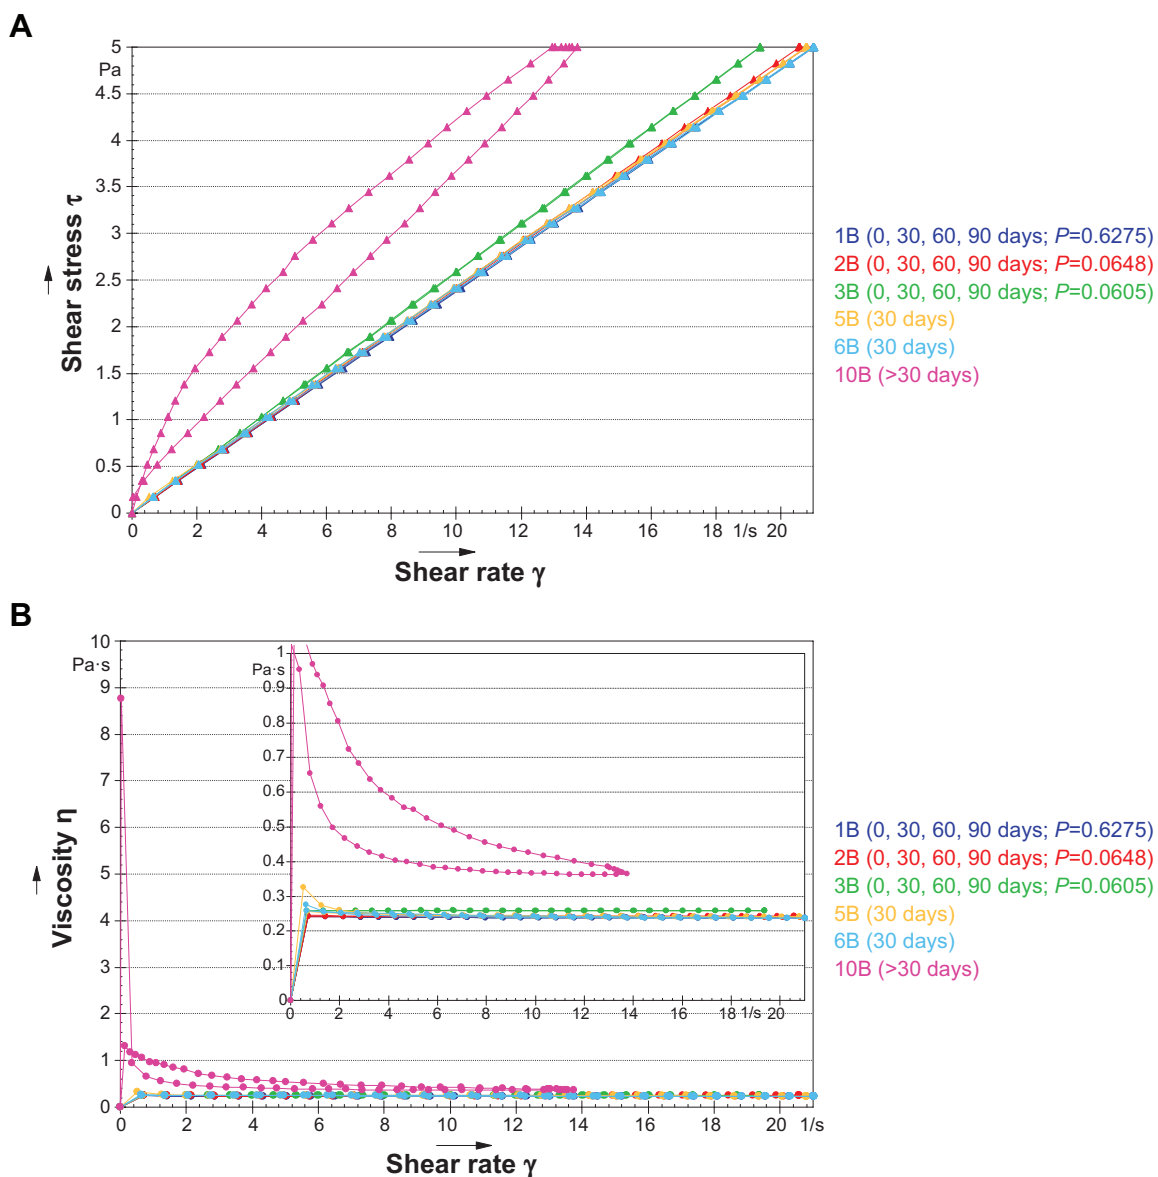 A
5
Pa
4.5
4
3.5
3
2.5
2
1.5
1
0.5
0
Shear stress τ
0 2 4 6 8 10 12 14 16 18 1/s 20
Shear rate γ
1B (0, 30, 60, 90 days; P=0.6275)
2B (0, 30, 60, 90 days; P=0.0648)
3B (0, 30, 60, 90 days; P=0.0605)
5B (30 days)
6B (30 days)
10B (>30 days)
B
10
Pa·s
9
8
7
6
5
4
3
2
1
0
Viscosity η
1
Pa·s
0.9
0.8
0.7
0.6
0.5
0.4
0.3
0.2
0.1
0
0 2 4 6 8 10 12 14 16 18 1/s 20
0 2 4 6 8 10 12 14 16 18 20 1/s
Shear rate γ
1B (0, 30, 60, 90 days; P=0.6275)
2B (0, 30, 60, 90 days; P=0.0648)
3B (0, 30, 60, 90 days; P=0.0605)
5B (30 days)
6B (30 days)
10B (>30 days)